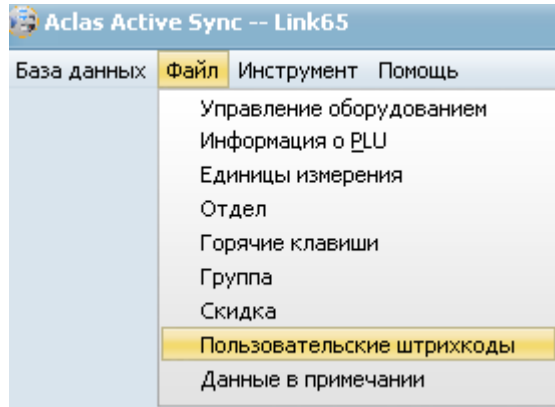 Aclas Active Sync -- Link65
База данных Файл Инструмент Помощь
Управление оборудованием
Информация о PLU
Единицы измерения
Отдел
Горячие клавиши
Группа
Скидка
Пользовательские штрихкоды
Данные в примечании